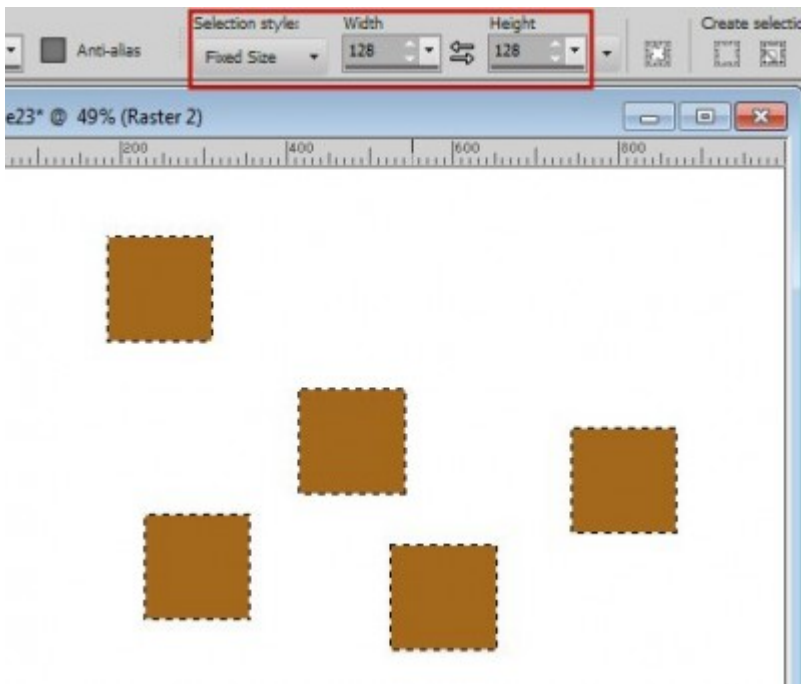 Selection style: Width Height Create selectio
Anti-alias Fixed Size 128 128
e23* @ 49% (Raster 2)
200 400 600 800